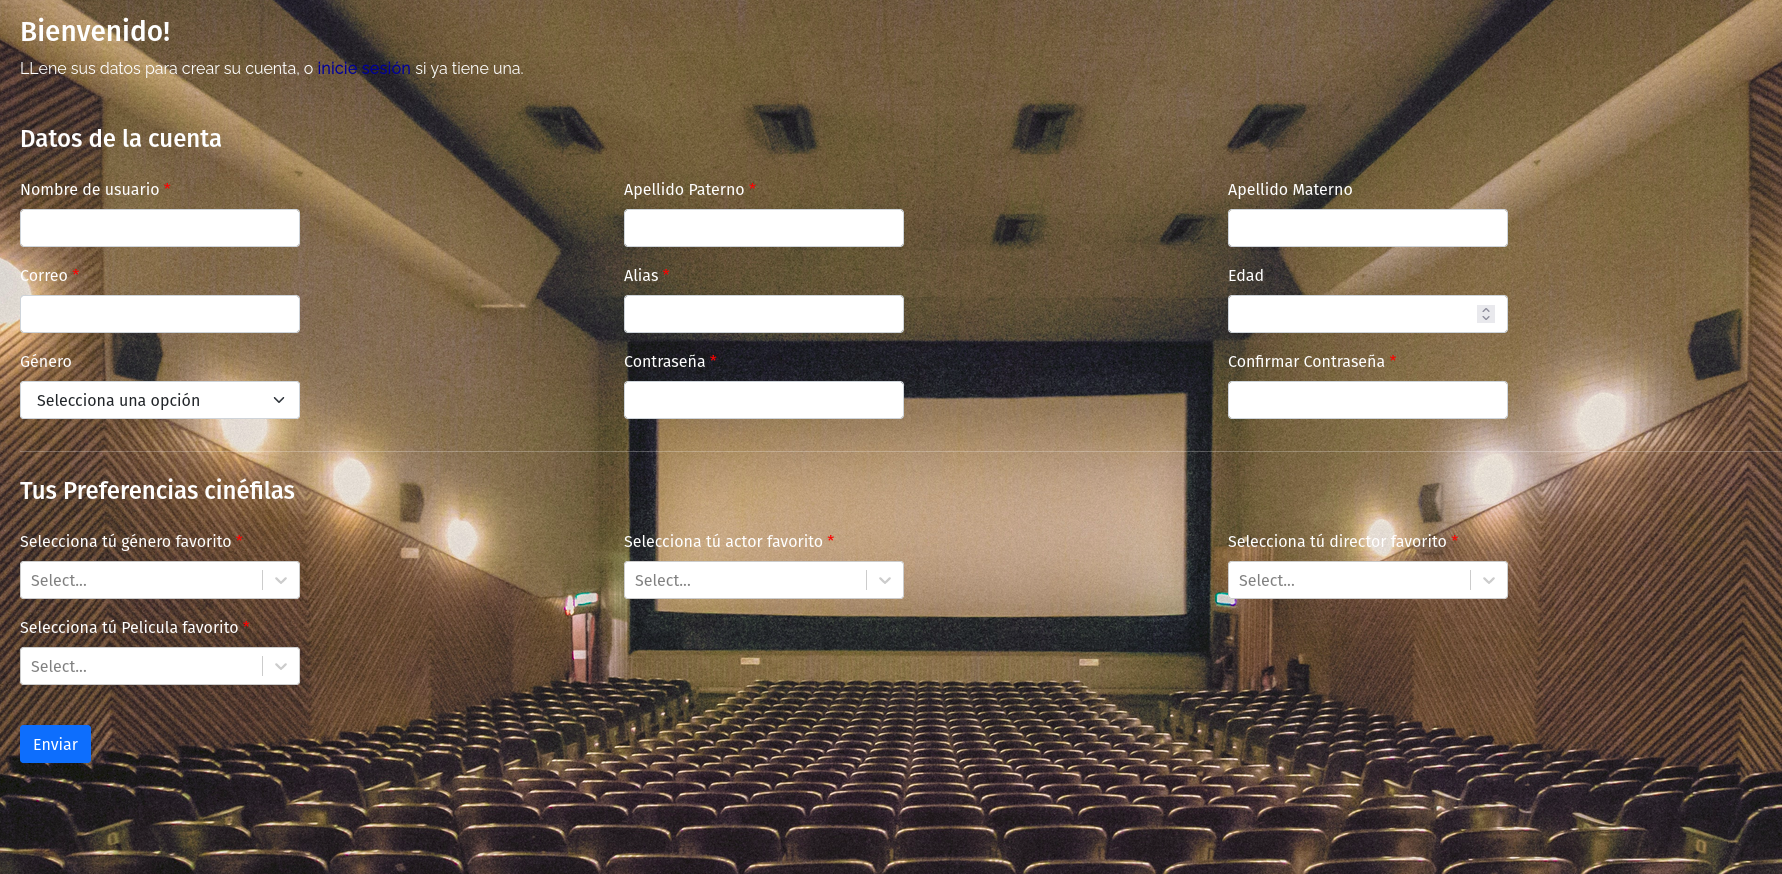 Bienvenido!
LLene sus datos para crear su cuenta, o inicie sesión si ya tiene una.
Datos de la cuenta
Nombre de usuario *
Apellido Paterno *
Apellido Materno
Correo *
Alias *
Edad
Género
Contraseña *
Confirmar Contraseña *
Selecciona una opción
Tus Preferencias cinéfilas
Selecciona tú género favorito *
Selecciona tú actor favorito *
Selecciona tú director favorito *
Select...
Select...
Select...
Selecciona tú Pelicula favorito *
Select...
Enviar